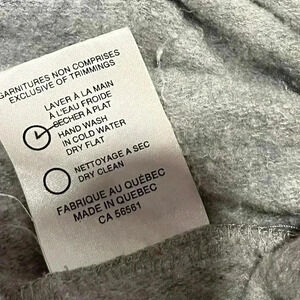 GARNITURES NON COMPRISES
EXCLUSIVE OF TRIMMINGS
LAVER À LA MAIN
À L'EAU FROIDE
SÉCHER À PLAT
HAND WASH
IN COLD WATER
DRY FLAT
NETTOYAGE A SEC
DRY CLEAN
FABRIQUE AU QUÉBEC
MADE IN QUEBEC
CA 56561